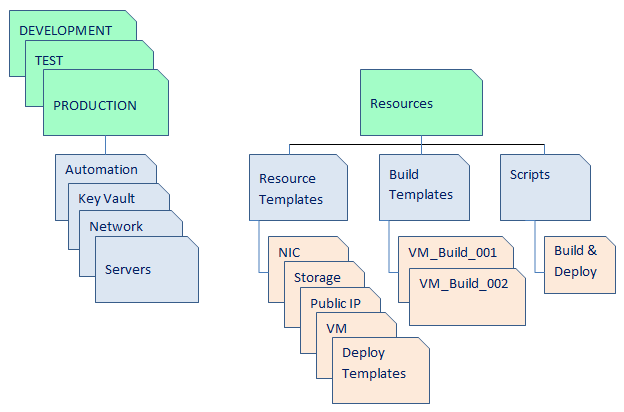 DEVELOPMENT
TEST
PRODUCTION
Automation
Key Vault
Network
Servers
Resources
Resource
Templates
Build
Templates
Scripts
NIC
Storage
Public IP
VM
Deploy
Templates
VM_Build_001
VM_Build_002
Build &
Deploy